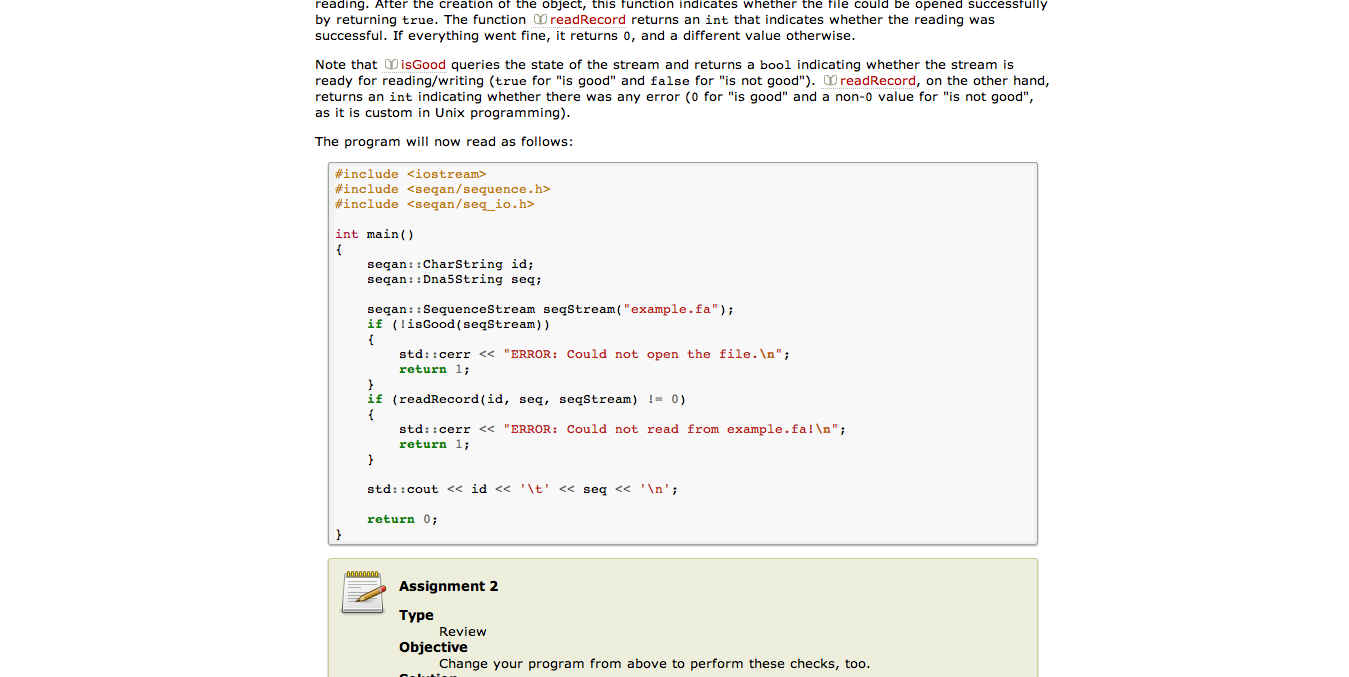 reading. After the creation of the object, this function indicates whether the file could be opened successfully
by returning true. The function readRecord returns an int that indicates whether the reading was
successful. If everything went fine, it returns 0, and a different value otherwise.
Note that isGood queries the state of the stream and returns a bool indicating whether the stream is
ready for reading/writing (true for "is good" and false for "is not good"). readRecord, on the other hand,
returns an int indicating whether there was any error (0 for "is good" and a non-0 value for "is not good",
as it is custom in Unix programming).
The program will now read as follows:
#include <iostream>
#include <seqan/sequence.h>
#include <seqan/seq_io.h>
int main()
{
    seqan::CharString id;
    seqan::Dna5String seq;
    seqan::SequenceStream seqStream("example.fa");
    if (!isGood(seqStream))
    {
        std::cerr << "ERROR: Could not open the file.\n";
        return 1;
    }
    if (readRecord(id, seq, seqStream) != 0)
    {
        std::cerr << "ERROR: Could not read from example.fa!\n";
        return 1;
    }
    std::cout << id << '\t' << seq << '\n';
    return 0;
}
Assignment 2
Type
Review
Objective
Change your program from above to perform these checks, too.
Solution